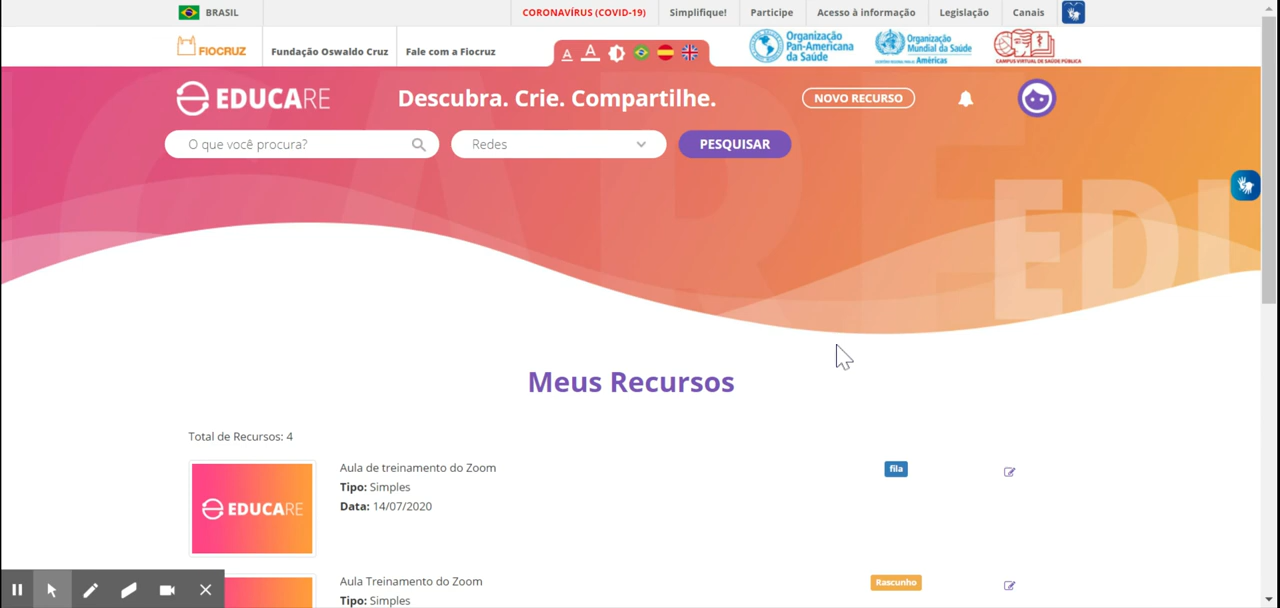 BRASIL
CORONAVÍRUS (COVID-19)
Simplifique!
Participe
Acesso à informação
Legislação
Canais
FIOCRUZ
Fundação Oswaldo Cruz
Fale com a Fiocruz
A
A
Organização
Pan-Americana
da Saúde
Organização
Mundial da Saúde
Américas
CAMPUS VIRTUAL DE SAÚDE PÚBLICA
EDUCARE
Descubra. Crie. Compartilhe.
NOVO RECURSO
O que você procura?
Redes
PESQUISAR
Meus Recursos
Total de Recursos: 4
EDUCARE
Aula de treinamento do Zoom
Tipo: Simples
Data: 14/07/2020
fila
Aula Treinamento do Zoom
Tipo: Simples
Rascunho